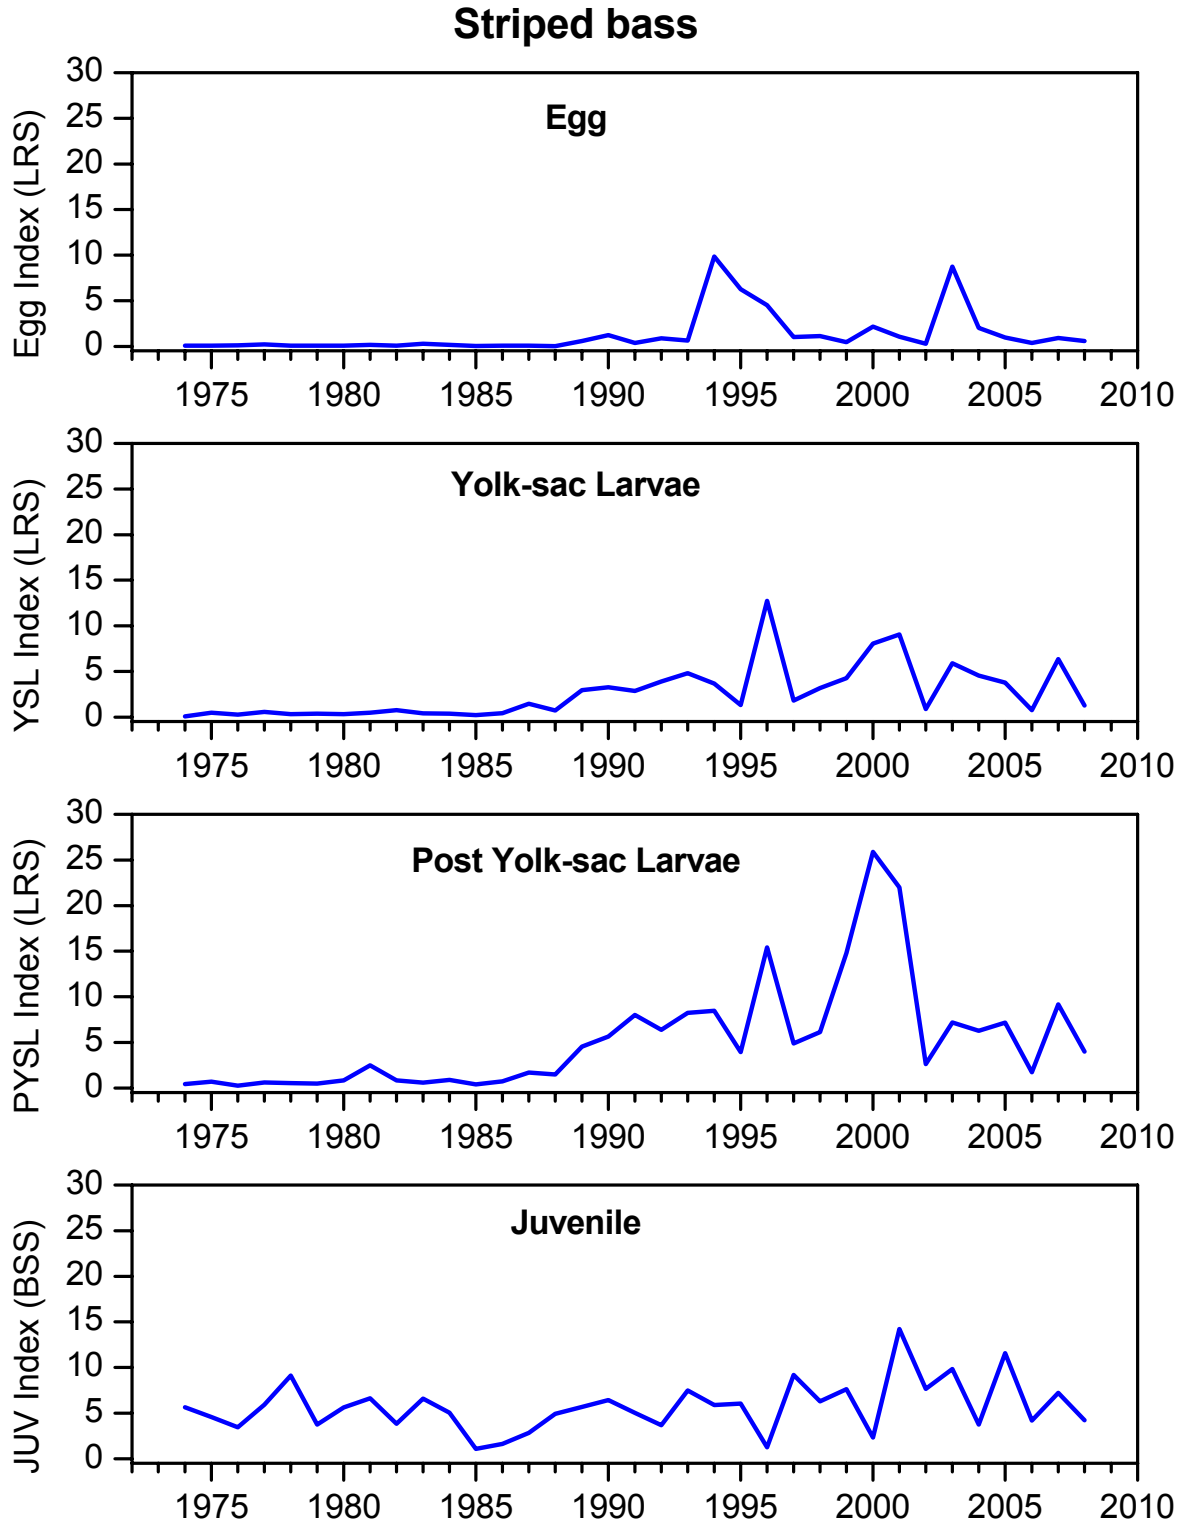 Striped bass
30
25
20
15
10
5
0
Egg Index (LRS)
Egg
1975 1980 1985 1990 1995 2000 2005 2010
30
25
20
15
10
5
0
YSL Index (LRS)
Yolk-sac Larvae
1975 1980 1985 1990 1995 2000 2005 2010
30
25
20
15
10
5
0
PYSL Index (LRS)
Post Yolk-sac Larvae
1975 1980 1985 1990 1995 2000 2005 2010
30
25
20
15
10
5
0
JUV Index (BSS)
Juvenile
1975 1980 1985 1990 1995 2000 2005 2010